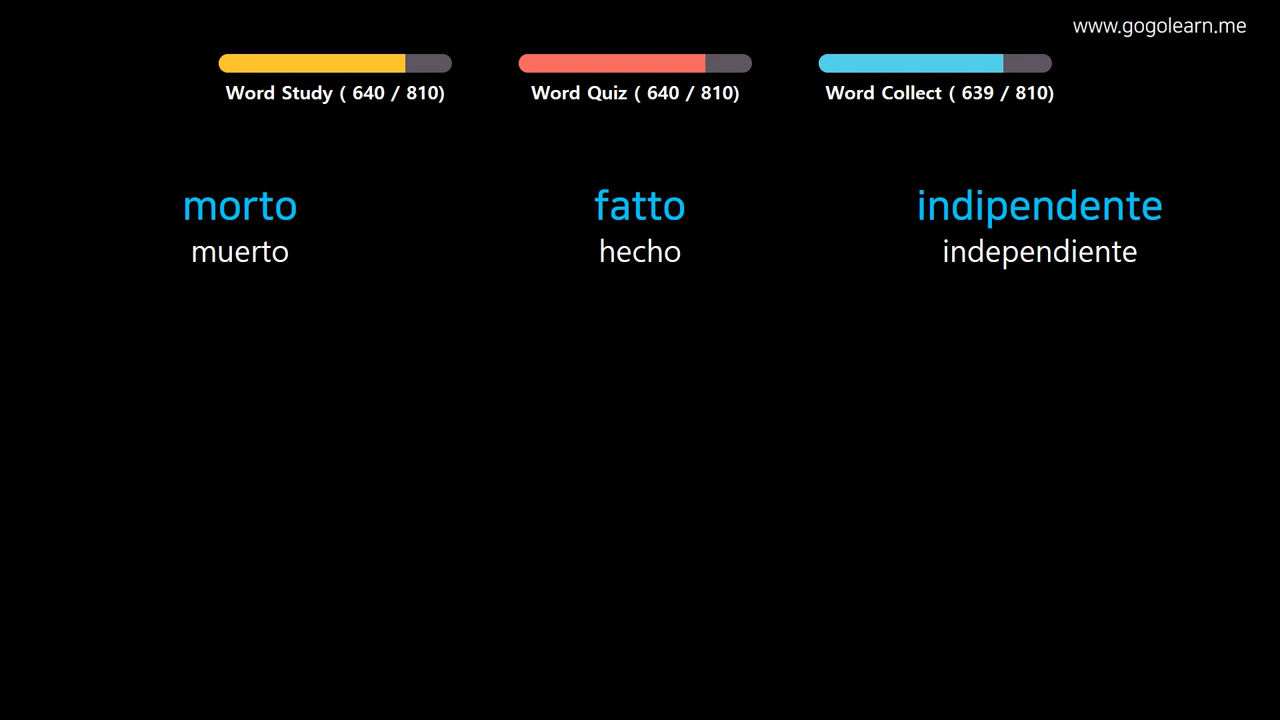 www.gogolearn.me
Word Study ( 640 / 810)
Word Quiz ( 640 / 810)
Word Collect ( 639 / 810)
morto
muerto
fatto
hecho
indipendente
independiente